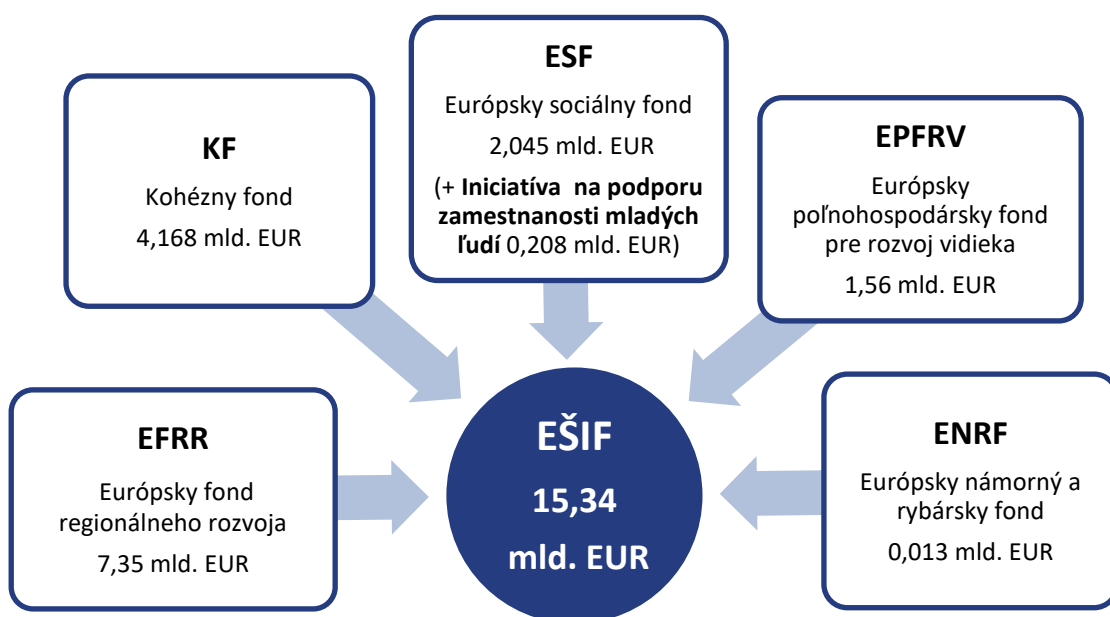 KF
Kohézny fond
4,168 mld. EUR
ESF
Európsky sociálny fond
2,045 mld. EUR
(+ Iniciatíva na podporu
zamestnanosti mladých
ľudí 0,208 mld. EUR)
EPFRV
Európsky
poľnohospodársky fond
pre rozvoj vidieka
1,56 mld. EUR
EFRR
Európsky fond
regionálneho rozvoja
7,35 mld. EUR
EŠIF
15,34
mld. EUR
ENRF
Európsky námorný a
rybársky fond
0,013 mld. EUR